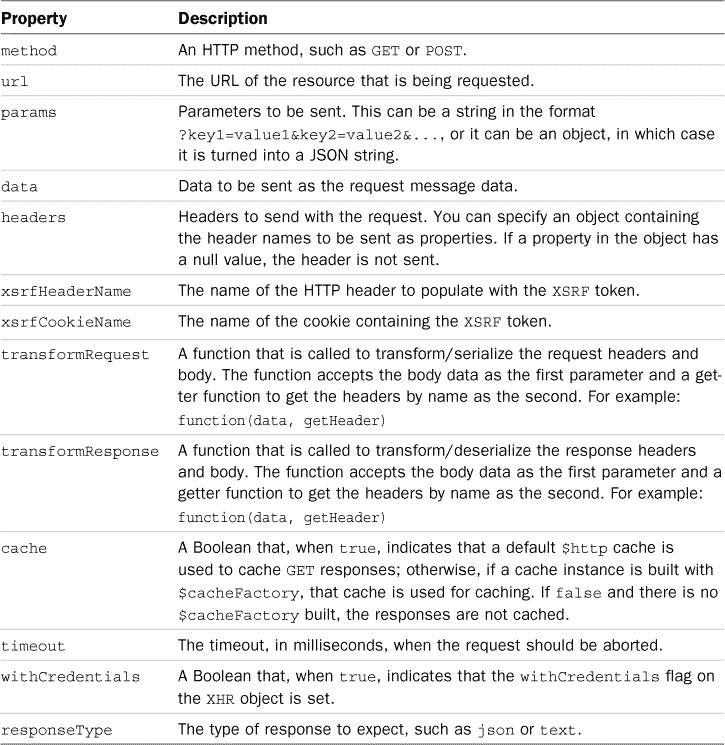 Property Description
method An HTTP method, such as GET or POST.
url The URL of the resource that is being requested.
params Parameters to be sent. This can be a string in the format
?key1=value1&key2=value2&..., or it can be an object, in which case
it is turned into a JSON string.
data Data to be sent as the request message data.
headers Headers to send with the request. You can specify an object containing
the header names to be sent as properties. If a property in the object has
a null value, the header is not sent.
xsrfHeaderName The name of the HTTP header to populate with the XSRF token.
xsrfCookieName The name of the cookie containing the XSRF token.
transformRequest A function that is called to transform/serialize the request headers and
body. The function accepts the body data as the first parameter and a get-
ter function to get the headers by name as the second. For example:
function(data, getHeader)
transformResponse A function that is called to transform/deserialize the response headers
and body. The function accepts the body data as the first parameter and a
getter function to get the headers by name as the second. For example:
function(data, getHeader)
cache A Boolean that, when true, indicates that a default $http cache is
used to cache GET responses; otherwise, if a cache instance is built with
$cacheFactory, that cache is used for caching. If false and there is no
$cacheFactory built, the responses are not cached.
timeout The timeout, in milliseconds, when the request should be aborted.
withCredentials A Boolean that, when true, indicates that the withCredentials flag on
the XHR object is set.
responseType The type of response to expect, such as json or text.